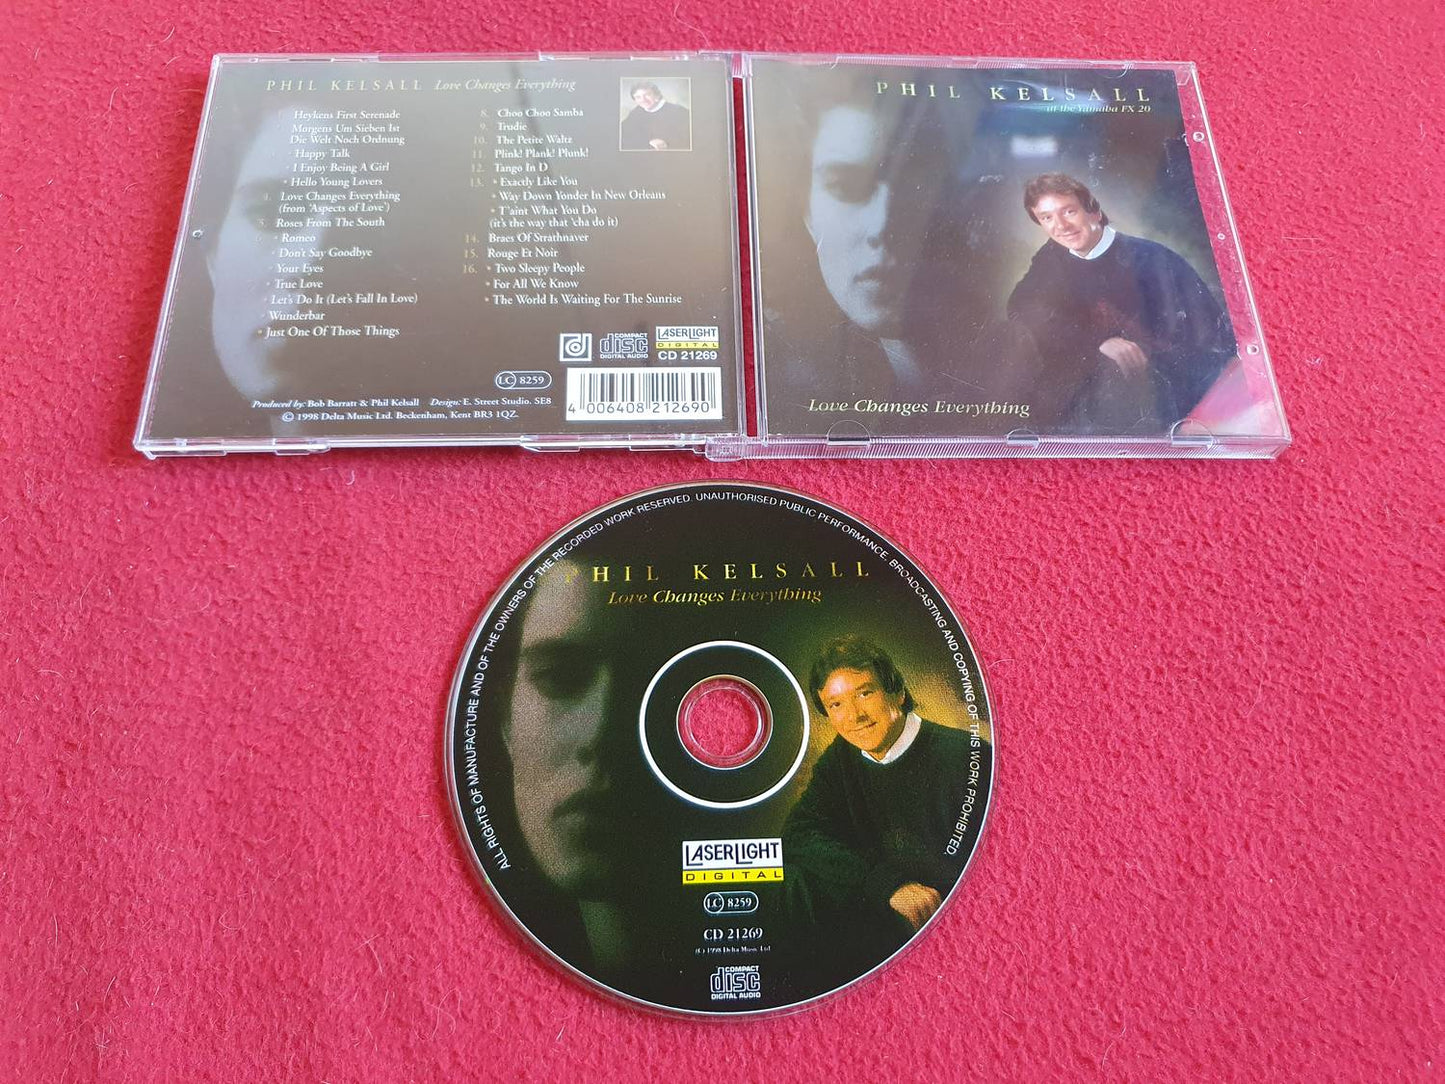 PHIL KELSALL Love Changes Everything
Heykens First Serenade
Morgens Um Sieben Ist
Die Welt Noch Ordnung
• Happy Talk
• I Enjoy Being A Girl
• Hello Young Lovers
4. Love Changes Everything
(from 'Aspects of Love')
5. Roses From The South
• Romeo
• Don't Say Goodbye
Your Eyes
True Love
• Let's Do It (Let's Fall In Love)
• Wunderbar
• Just One Of Those Things
8. Choo Choo Samba
9. Trudie
10. The Petite Waltz
11. Plink! Plank! Plunk!
12. Tango In D
13. • Exactly Like You
• Way Down Yonder In New Orleans
• T'aint What You Do
(it's the way that 'cha do it)
14. Braes Of Strathnaver
15. Rouge Et Noir
16. • Two Sleepy People
• For All We Know
• The World Is Waiting For The Sunrise
COMPACT
disc
DIGITAL AUDIO
LASERLIGHT
DIGITAL
CD 21269
LC 8259
Produced by: Bob Barratt & Phil Kelsall Design: E. Street Studio. SE8
© 1998 Delta Music Ltd. Beckenham, Kent BR3 1QZ.
4 006408 212690
PHIL KELSALL
at the Yamaha FX 20
Love Changes Everything
ALL RIGHTS OF MANUFACTURE AND OF THE OWNERS OF THE RECORDED WORK RESERVED. UNAUTHORISED PUBLIC PERFORMANCE, BROADCASTING AND COPYING OF THIS WORK PROHIBITED.
PHIL KELSALL
Love Changes Everything
LASERLIGHT
DIGITAL
LC 8259
CD 21269
(C) 1998 Delta Music Ltd
COMPACT
disc
DIGITAL AUDIO